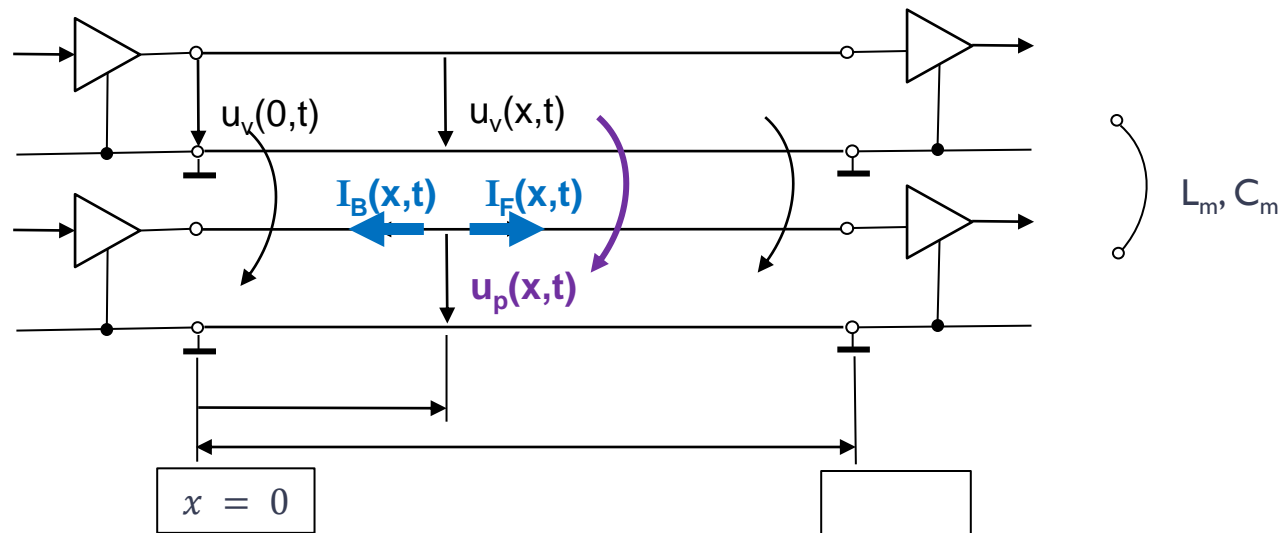 u_v(0,t)
u_v(x,t)
I_B(x,t)
I_F(x,t)
L_m, C_m
u_p(x,t)
x = 0